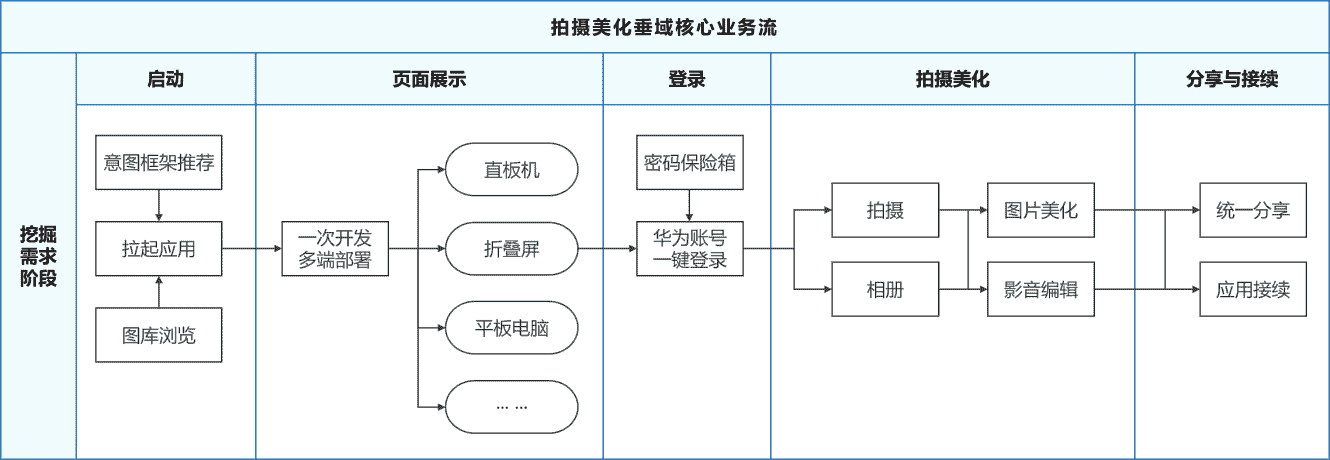 拍摄美化垂域核心业务流
启动
页面展示
登录
拍摄美化
分享与接续
挖掘
需求
阶段
意图框架推荐
拉起应用
图库浏览
一次开发
多端部署
直板机
折叠屏
平板电脑
... ...
密码保险箱
华为账号
一键登录
拍摄
相册
图片美化
影音编辑
统一分享
应用接续